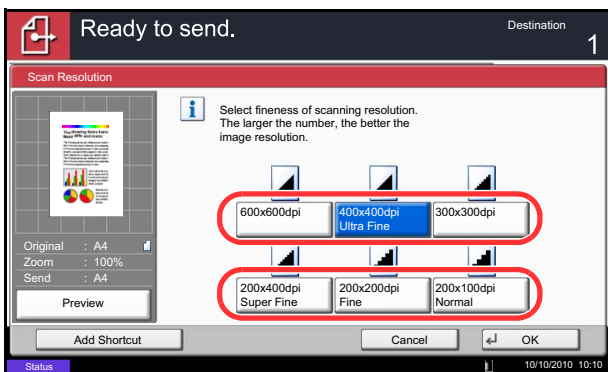 Ready to send.
Destination
1
Scan Resolution
i
Select fineness of scanning resolution.
The larger the number, the better the
image resolution.
600x600dpi
400x400dpi
Ultra Fine
300x300dpi
200x400dpi
Super Fine
200x200dpi
Fine
200x100dpi
Normal
Original : A4
Zoom : 100%
Send : A4
Preview
Add Shortcut
Cancel
OK
Status
10/10/2010 10:10